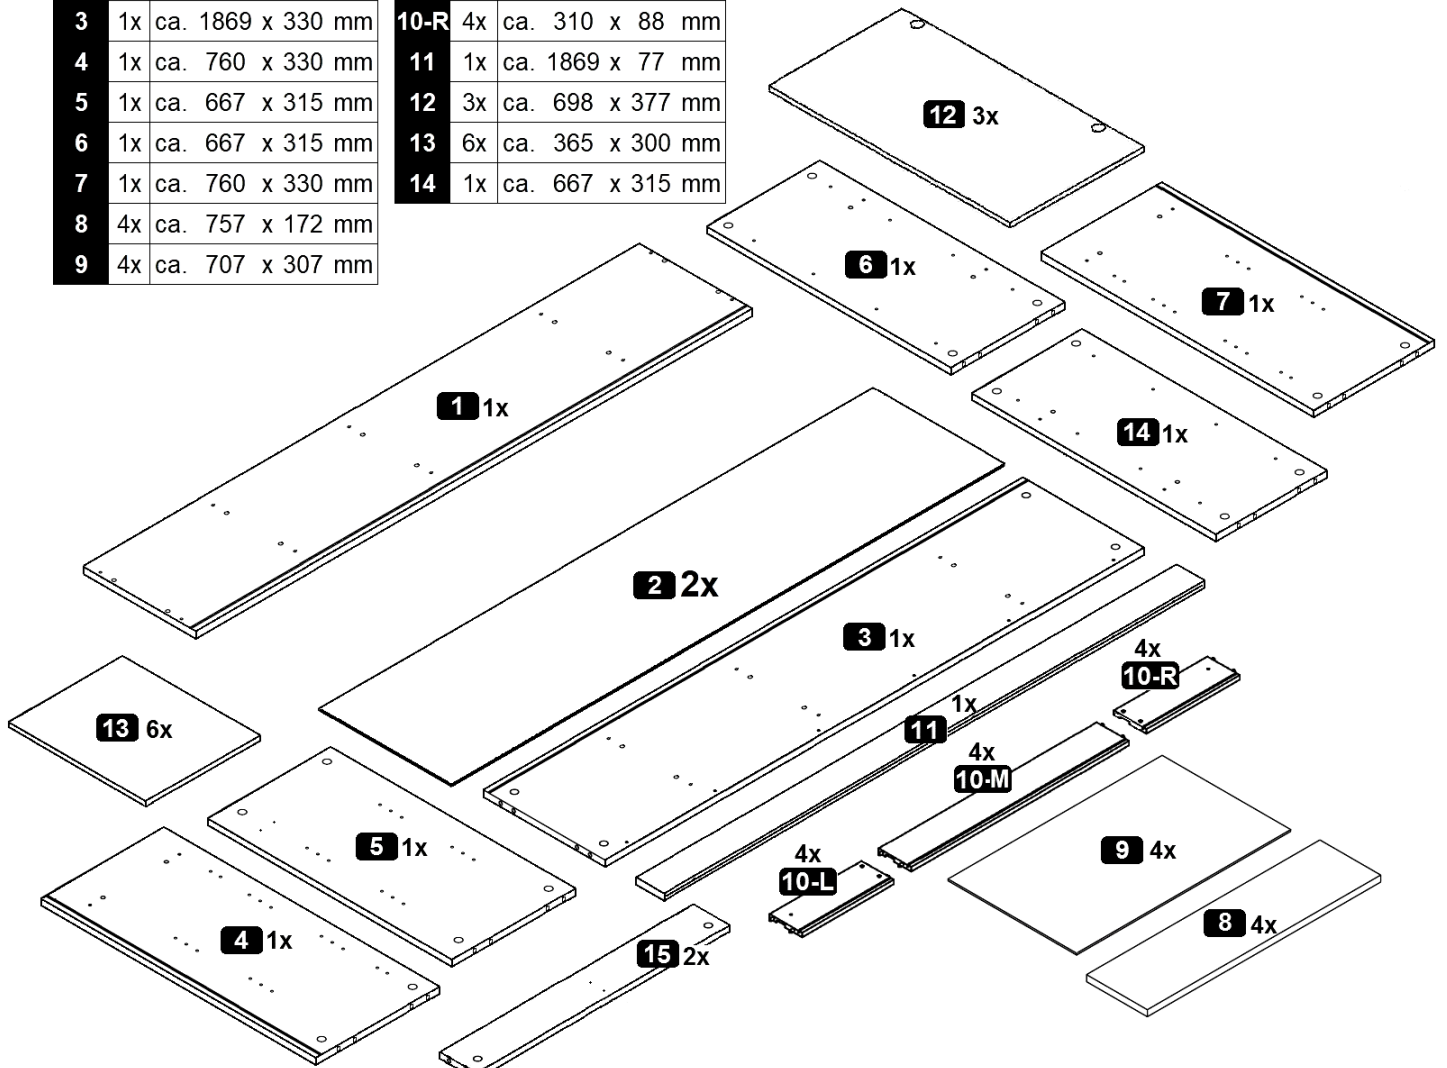 3 1x ca. 1869 x 330 mm
4 1x ca. 760 x 330 mm
5 1x ca. 667 x 315 mm
6 1x ca. 667 x 315 mm
7 1x ca. 760 x 330 mm
8 4x ca. 757 x 172 mm
9 4x ca. 707 x 307 mm
10-R 4x ca. 310 x 88 mm
11 1x ca. 1869 x 77 mm
12 3x ca. 698 x 377 mm
13 6x ca. 365 x 300 mm
14 1x ca. 667 x 315 mm
12 3x
6 1x
7 1x
1 1x
14 1x
2 2x
3 1x
4x
10-R
1x
11
13 6x
4x
10-M
5 1x
4x
10-L
9 4x
8 4x
4 1x
15 2x